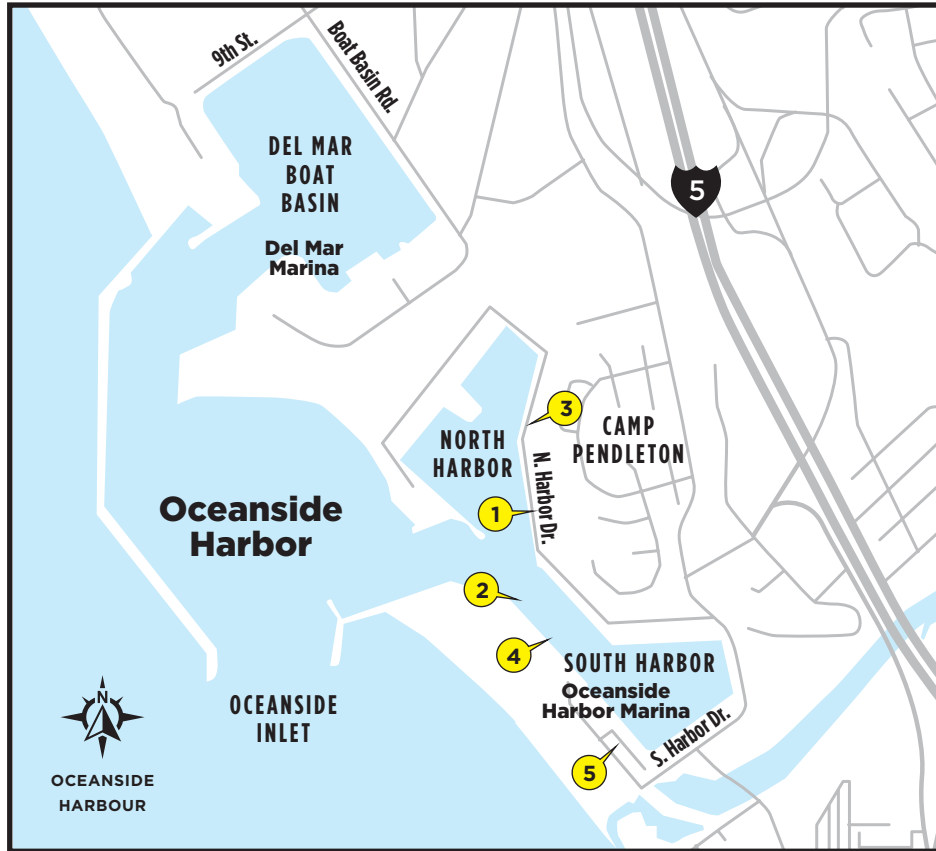 9th St.
Boat Basin Rd.
DEL MAR
BOAT
BASIN
Del Mar
Marina
5
3
CAMP
PENDLETON
NORTH
HARBOR
N. Harbor Dr.
1
Oceanside
Harbor
2
4
SOUTH HARBOR
Oceanside
Harbor Marina
S. Harbor Dr.
5
OCEANSIDE
INLET
N
OCEANSIDE
HARBOUR